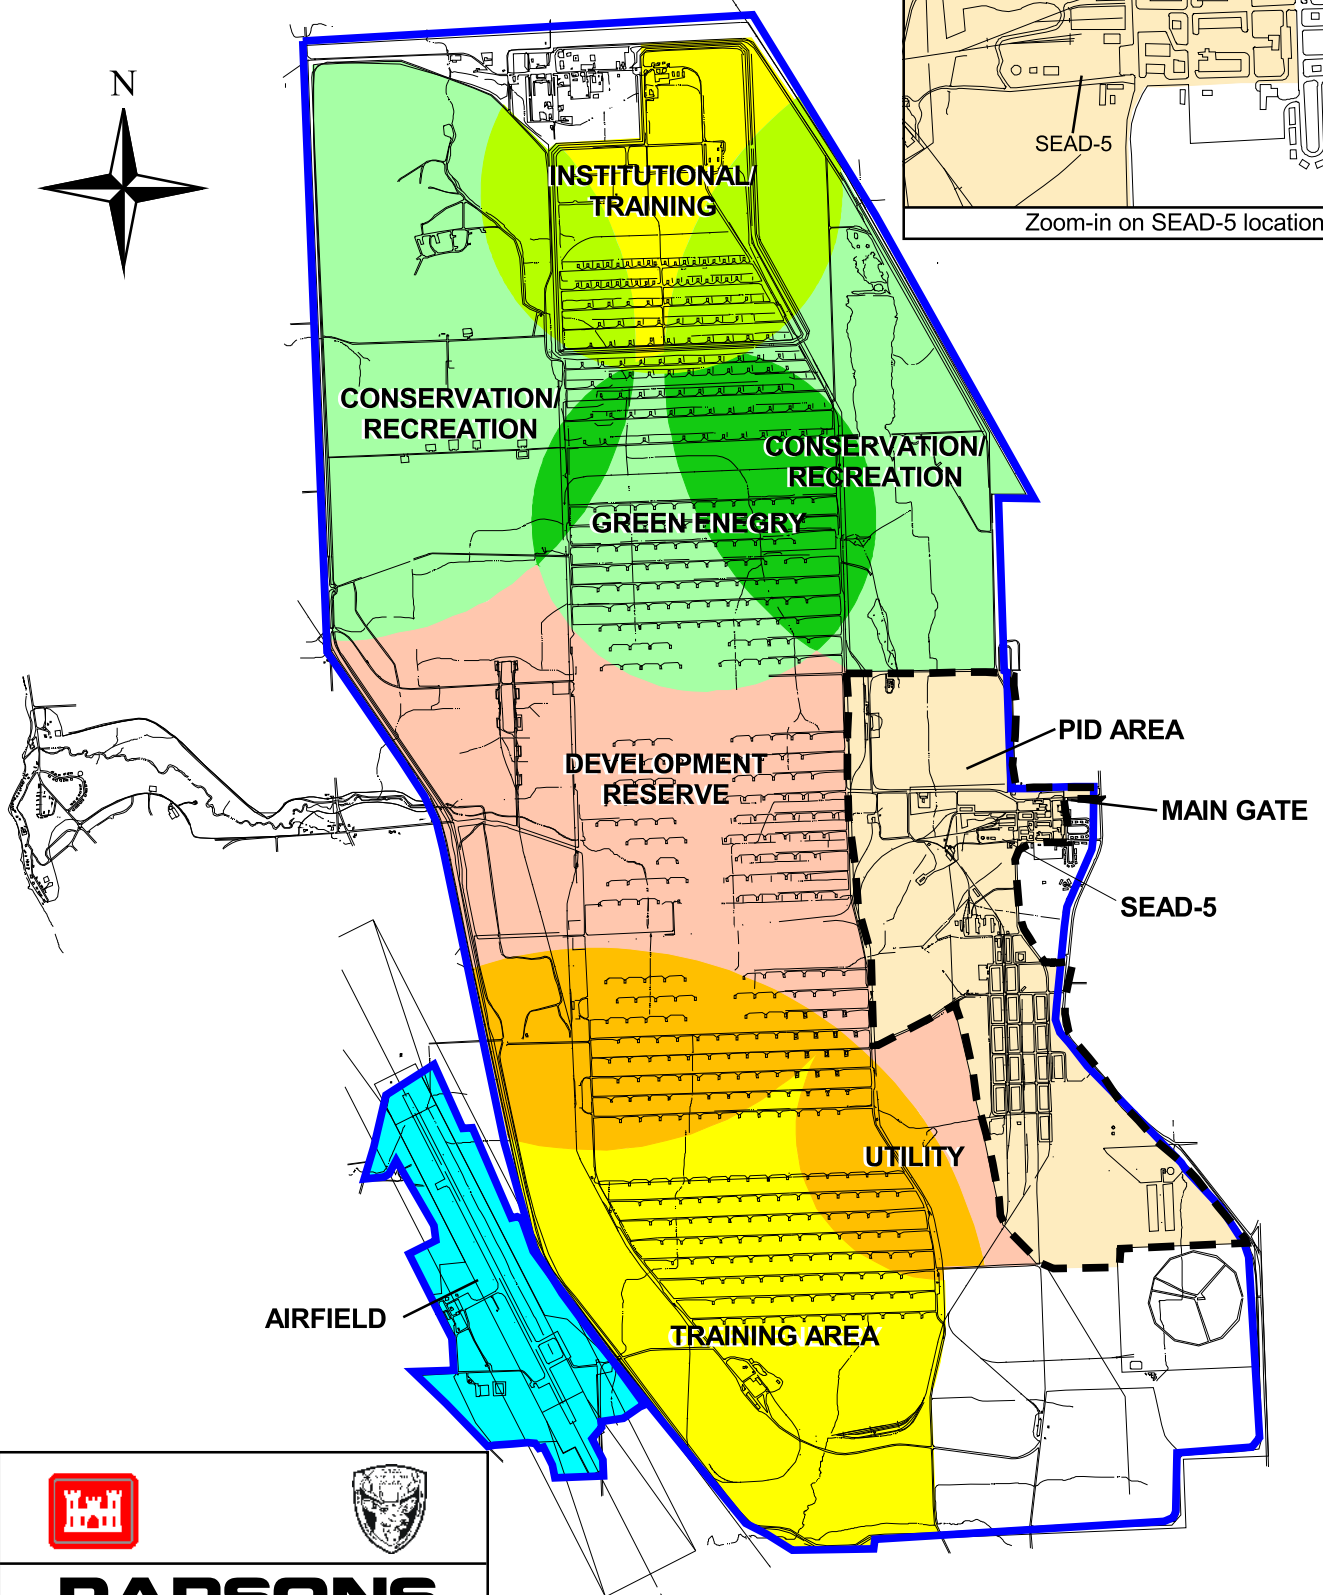 N
SEAD-5
Zoom-in on SEAD-5 location
INSTITUTIONAL/
TRAINING
CONSERVATION/
RECREATION
CONSERVATION/
RECREATION
GREEN ENEGRY
PID AREA
DEVELOPMENT
RESERVE
MAIN GATE
SEAD-5
UTILITY
AIRFIELD
TRAINING AREA
PARSONS